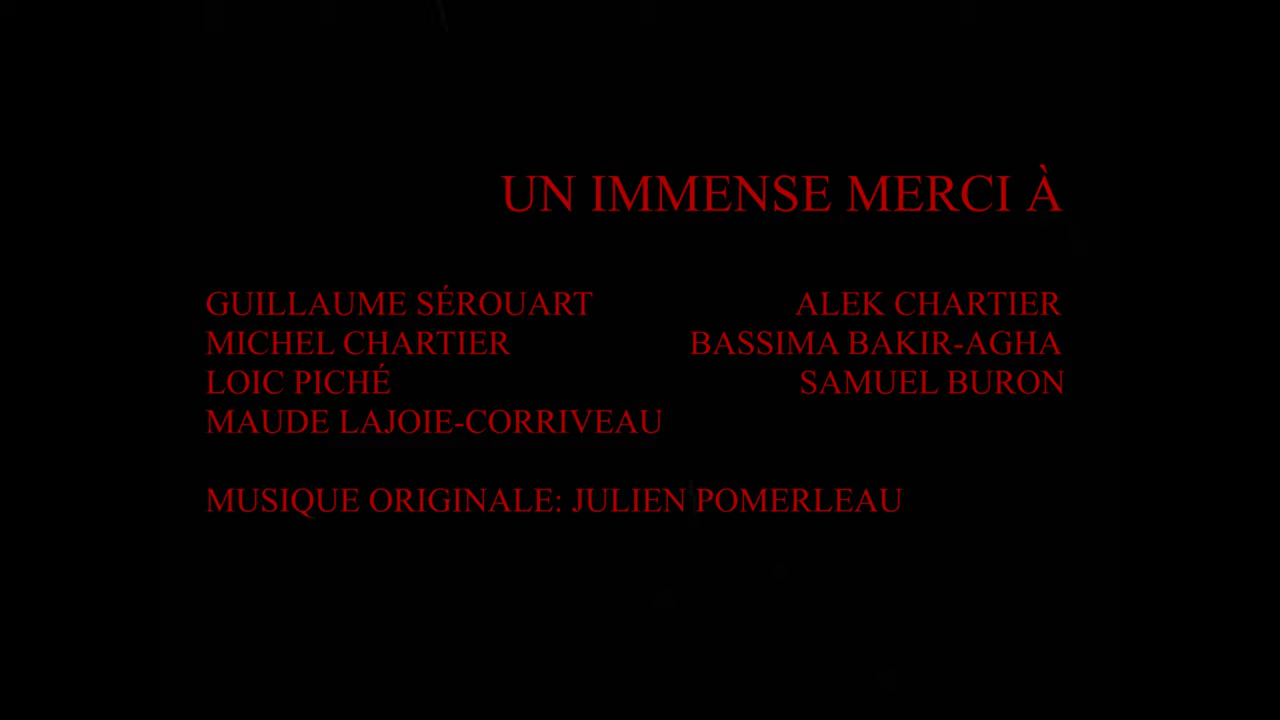 UN IMMENSE MERCI À
GUILLAUME SÉROUART ALEK CHARTIER
MICHEL CHARTIER BASSIMA BAKIR-AGHA
LOIC PICHÉ SAMUEL BURON
MAUDE LAJOIE-CORRIVEAU
MUSIQUE ORIGINALE: JULIEN POMERLEAU